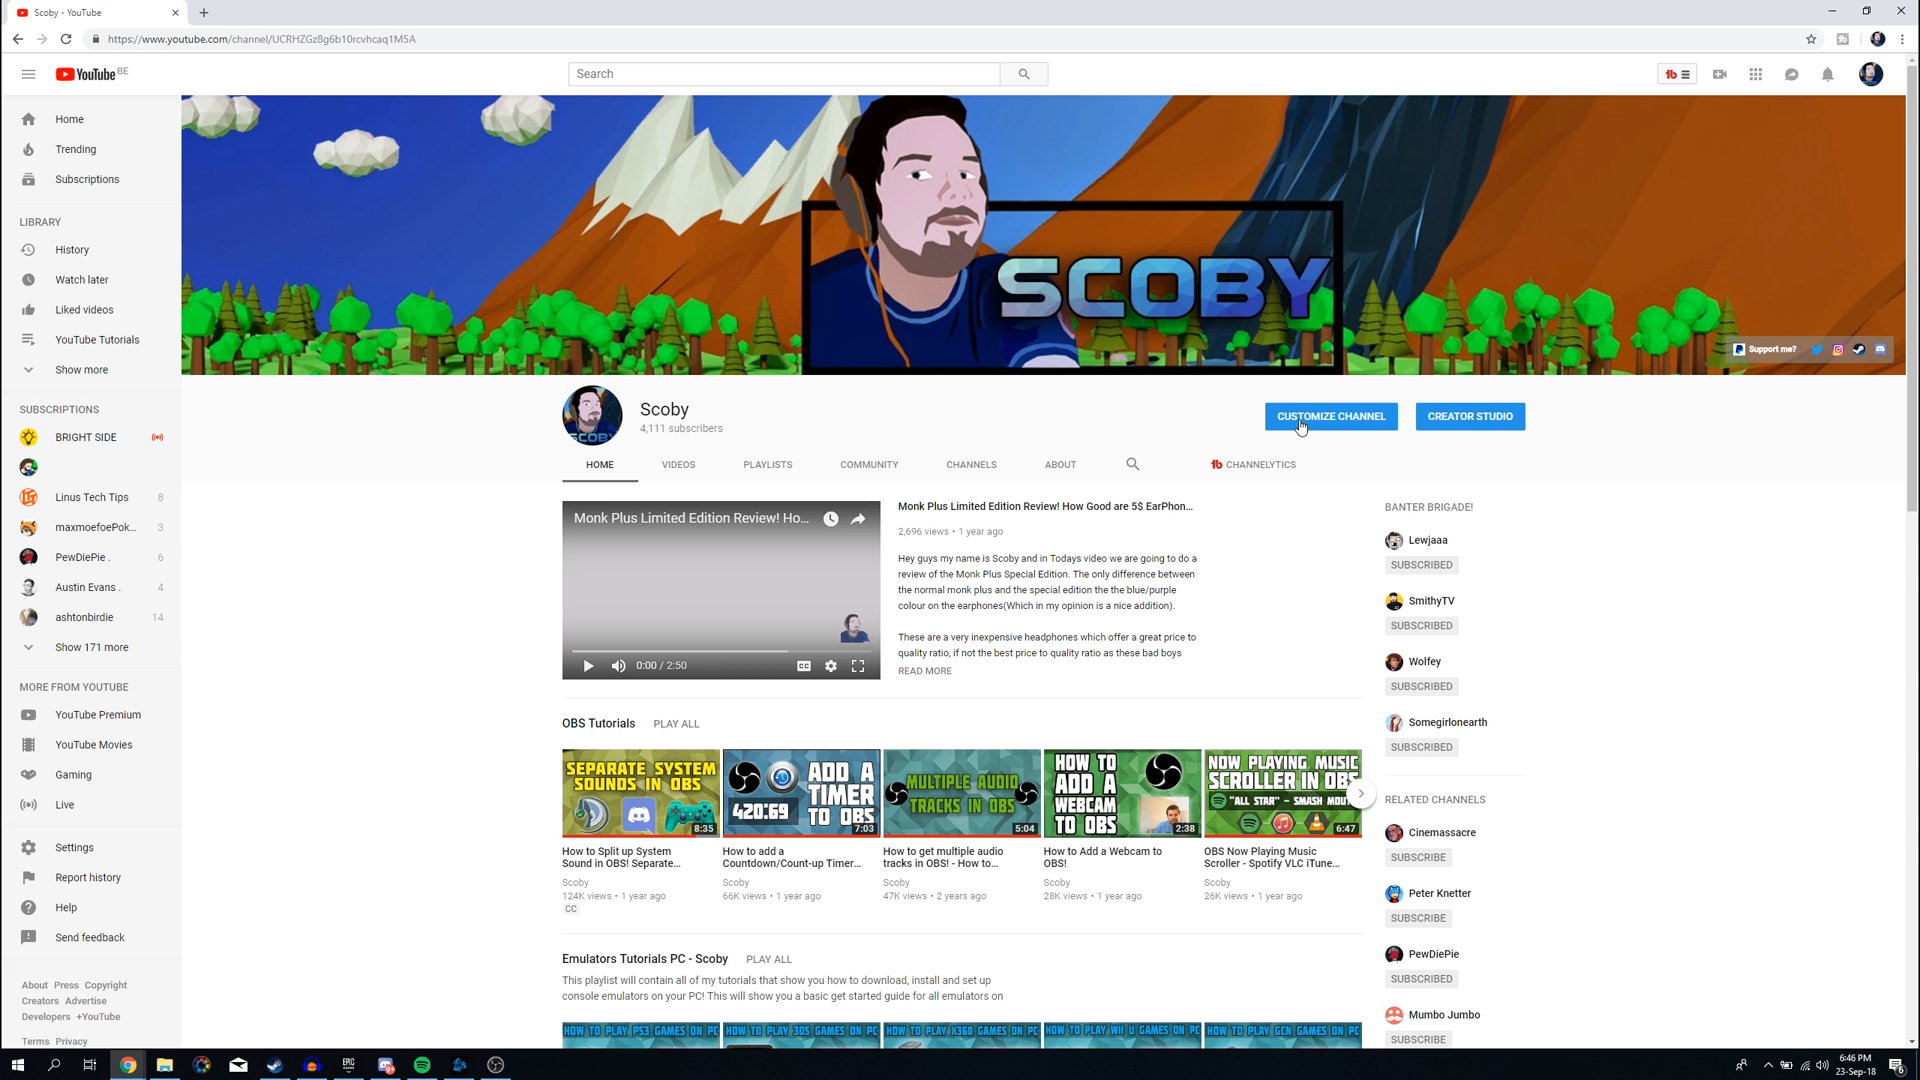 Scoby - YouTube
https://www.youtube.com/channel/UCRHZGz8g6b10rcvhcaq1M5A
YouTube BE
Search
Home
Trending
Subscriptions
LIBRARY
History
Watch later
Liked videos
YouTube Tutorials
Show more
SUBSCRIPTIONS
BRIGHT SIDE
Linus Tech Tips 8
maxmoefoePok... 3
PewDiePie . 6
Austin Evans . 4
ashtonbirdie 14
Show 171 more
MORE FROM YOUTUBE
YouTube Premium
YouTube Movies
Gaming
Live
Settings
Report history
Help
Send feedback
About Press Copyright
Creators Advertise
Developers +YouTube
Terms Privacy
SCOBY
Support me?
SCOBY
Scoby
4,111 subscribers
CUSTOMIZE CHANNEL
CREATOR STUDIO
HOME VIDEOS PLAYLISTS COMMUNITY CHANNELS ABOUT tb CHANNELYTICS
Monk Plus Limited Edition Review! Ho...
0:00 / 2:50
CC
Monk Plus Limited Edition Review! How Good are 5$ EarPhon...
2,696 views • 1 year ago
Hey guys my name is Scoby and in Todays video we are going to do a
review of the Monk Plus Special Edition. The only difference between
the normal monk plus and the special edition the the blue/purple
colour on the earphones(Which in my opinion is a nice addition).
These are a very inexpensive headphones which offer a great price to
quality ratio, if not the best price to quality ratio as these bad boys
READ MORE
OBS Tutorials PLAY ALL
SEPARATE SYSTEM
SOUNDS IN OBS
8:35
How to Split up System
Sound in OBS! Separate...
Scoby
124K views • 1 year ago
CC
ADD A
TIMER
TO OBS
420:69
7:03
How to add a
Countdown/Count-up Timer...
Scoby
66K views • 1 year ago
MULTIPLE AUDIO
TRACKS IN OBS
5:04
How to get multiple audio
tracks in OBS! - How to...
Scoby
47K views • 2 years ago
HOW TO
ADD A
WEBCAM
TO OBS
2:38
How to Add a Webcam to
OBS!
Scoby
28K views • 1 year ago
NOW PLAYING MUSIC
SCROLLER IN OBS
"ALL STAR" - SMASH MOUT
6:47
OBS Now Playing Music
Scroller - Spotify VLC iTune...
Scoby
26K views • 1 year ago
Emulators Tutorials PC - Scoby PLAY ALL
This playlist will contain all of my tutorials that show you how to download, install and set up
console emulators on your PC! This will show you a basic get started guide for all emulators on
HOW TO PLAY PS3 GAMES ON PC
HOW TO PLAY 3DS GAMES ON PC
HOW TO PLAY X360 GAMES ON PC
HOW TO PLAY WII U GAMES ON PC
HOW TO PLAY GCN GAMES ON PC
BANTER BRIGADE!
Lewjaaa
SUBSCRIBED
SmithyTV
SUBSCRIBED
Wolfey
SUBSCRIBED
Somegirlonearth
SUBSCRIBED
RELATED CHANNELS
Cinemassacre
SUBSCRIBE
Peter Knetter
SUBSCRIBE
PewDiePie
SUBSCRIBED
Mumbo Jumbo
SUBSCRIBE
EPIC
6:46 PM
23-Sep-18
6